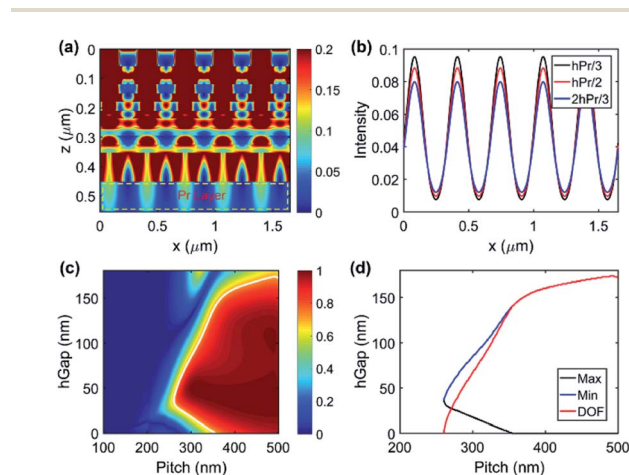 (a)
0
0.1
0.2
0.3
0.4
0.5
z (μm)
Pr Layer
0 0.5 1 1.5
x (μm)
0.2
0.15
0.1
0.05
0
(b)
0.1
0.08
0.06
0.04
0.02
0
Intensity
hPr/3
hPr/2
2hPr/3
0 0.5 1 1.5
x (μm)
(c)
150
100
50
0
hGap (nm)
100 200 300 400 500
Pitch (nm)
1
0.8
0.6
0.4
0.2
0
(d)
150
100
50
0
hGap (nm)
Max
Min
DOF
200 300 400 500
Pitch (nm)